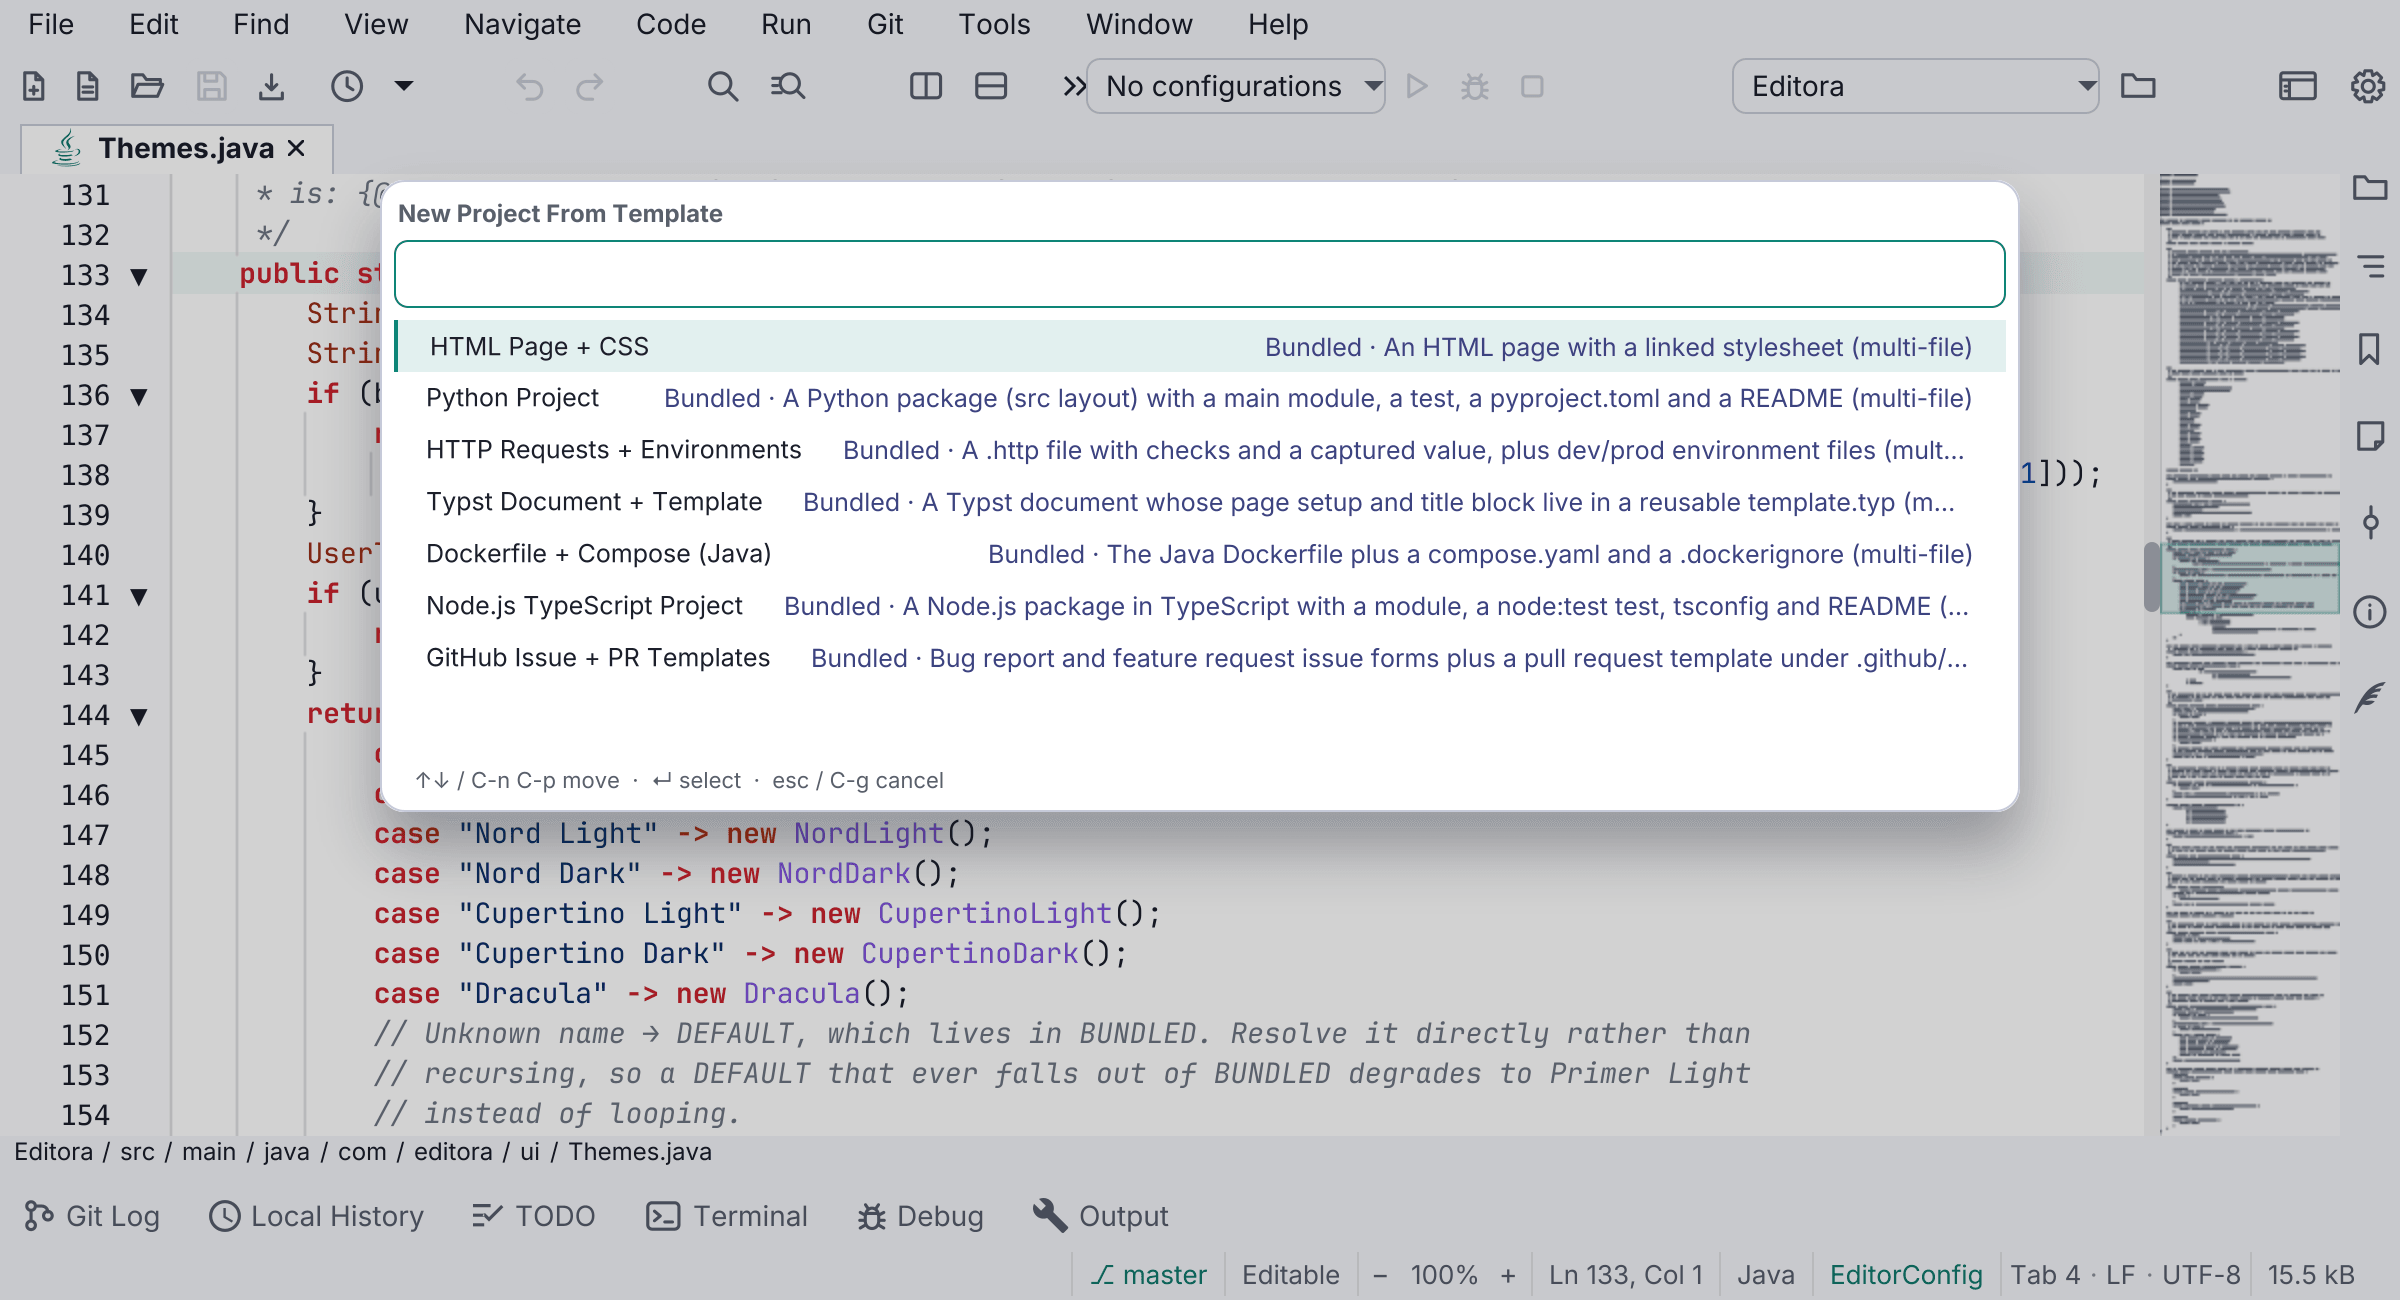 File Edit Find View Navigate Code Run Git Tools Window Help
No configurations Editora
Themes.java
131 * is: {@
132 */
133 public st
134 Strin
135 Strin
136 if (
137
138 1]));
139 }
140 User
141 if (
142
143 }
144 retur
145
146
New Project From Template
HTML Page + CSS Bundled · An HTML page with a linked stylesheet (multi-file)
Python Project Bundled · A Python package (src layout) with a main module, a test, a pyproject.toml and a README (multi-file)
HTTP Requests + Environments Bundled · A .http file with checks and a captured value, plus dev/prod environment files (mult...
Typst Document + Template Bundled · A Typst document whose page setup and title block live in a reusable template.typ (m...
Dockerfile + Compose (Java) Bundled · The Java Dockerfile plus a compose.yaml and a .dockerignore (multi-file)
Node.js TypeScript Project Bundled · A Node.js package in TypeScript with a module, a node:test test, tsconfig and README (...
GitHub Issue + PR Templates Bundled · Bug report and feature request issue forms plus a pull request template under .github/...
↑↓ / C-n C-p move · ↵ select · esc / C-g cancel
147 case "Nord Light" -> new NordLight();
148 case "Nord Dark" -> new NordDark();
149 case "Cupertino Light" -> new CupertinoLight();
150 case "Cupertino Dark" -> new CupertinoDark();
151 case "Dracula" -> new Dracula();
152 // Unknown name → DEFAULT, which lives in BUNDLED. Resolve it directly rather than
153 // recursing, so a DEFAULT that ever falls out of BUNDLED degrades to Primer Light
154 // instead of looping.
Editora / src / main / java / com / editora / ui / Themes.java
Git Log Local History TODO Terminal Debug Output
master Editable − 100% + Ln 133, Col 1 Java EditorConfig Tab 4 · LF · UTF-8 15.5 kB